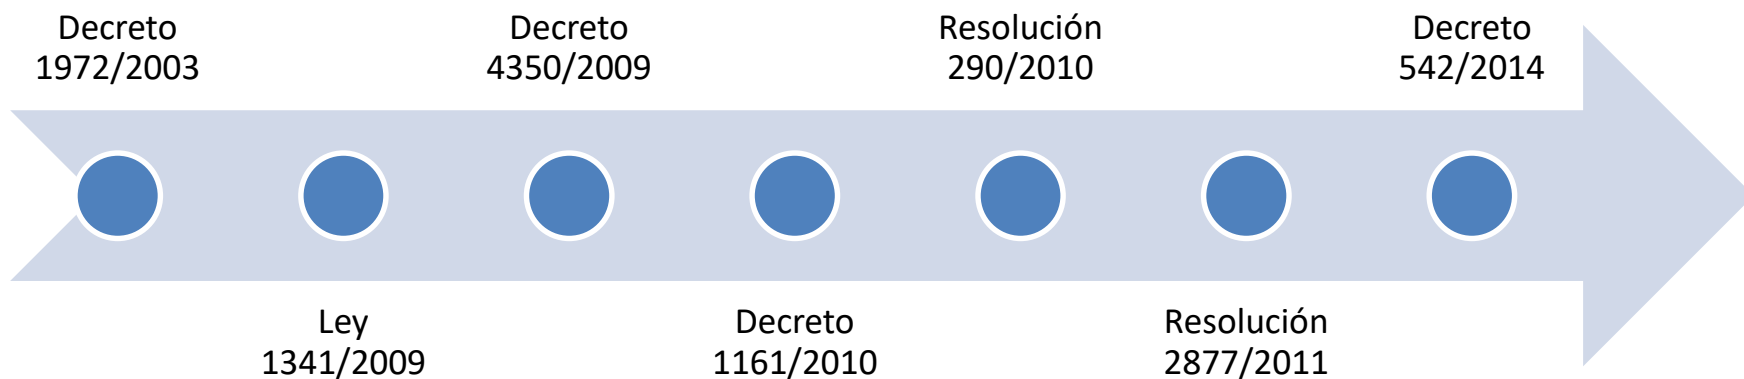 Decreto
1972/2003
Ley
1341/2009
Decreto
4350/2009
Decreto
1161/2010
Resolución
290/2010
Resolución
2877/2011
Decreto
542/2014